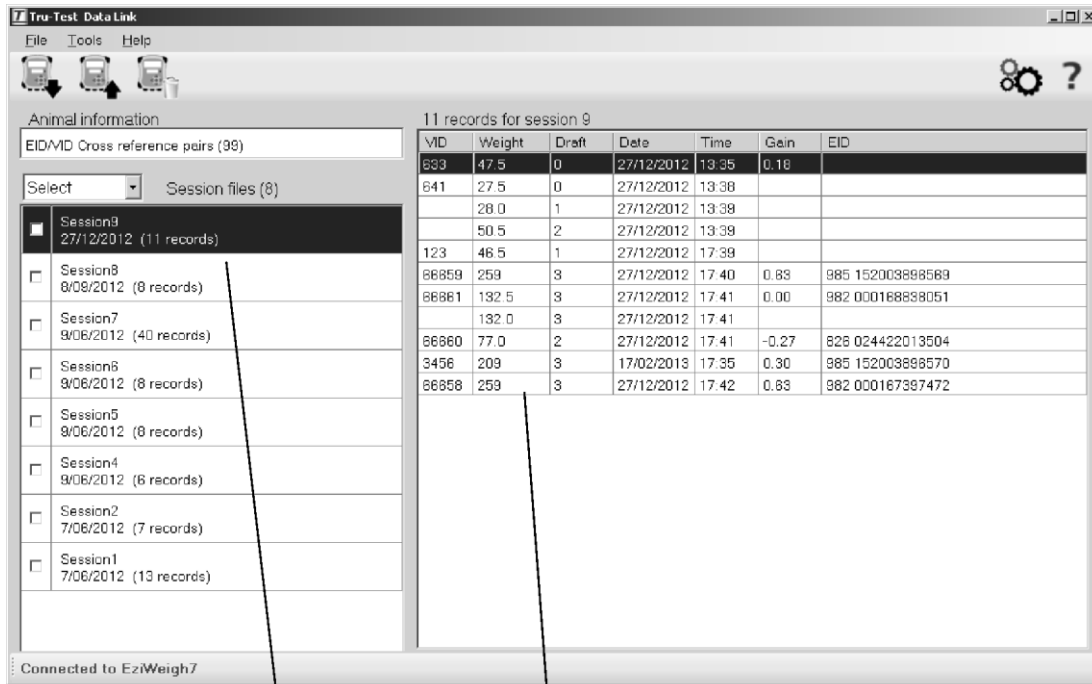 Tru-Test Data Link
File Tools Help
?
Animal information
EID/VID Cross reference pairs (99)
Select Session files (8)
Session9
27/12/2012 (11 records)
Session8
8/09/2012 (8 records)
Session7
9/06/2012 (40 records)
Session6
9/06/2012 (8 records)
Session5
9/06/2012 (8 records)
Session4
9/06/2012 (6 records)
Session2
7/06/2012 (7 records)
Session1
7/06/2012 (13 records)
11 records for session 9
VID Weight Draft Date Time Gain EID
633 47.5 0 27/12/2012 13:35 0.18
641 27.5 0 27/12/2012 13:38
28.0 1 27/12/2012 13:39
50.5 2 27/12/2012 13:39
123 46.5 1 27/12/2012 17:39
66659 259 3 27/12/2012 17:40 0.63 985 152003898569
66661 132.5 3 27/12/2012 17:41 0.00 982 000168838051
132.0 3 27/12/2012 17:41
66660 77.0 2 27/12/2012 17:41 -0.27 826 024422013504
3456 209 3 17/02/2013 17:35 0.30 985 152003898570
66658 259 3 27/12/2012 17:42 0.63 982 000167397472
Connected to EziWeigh7